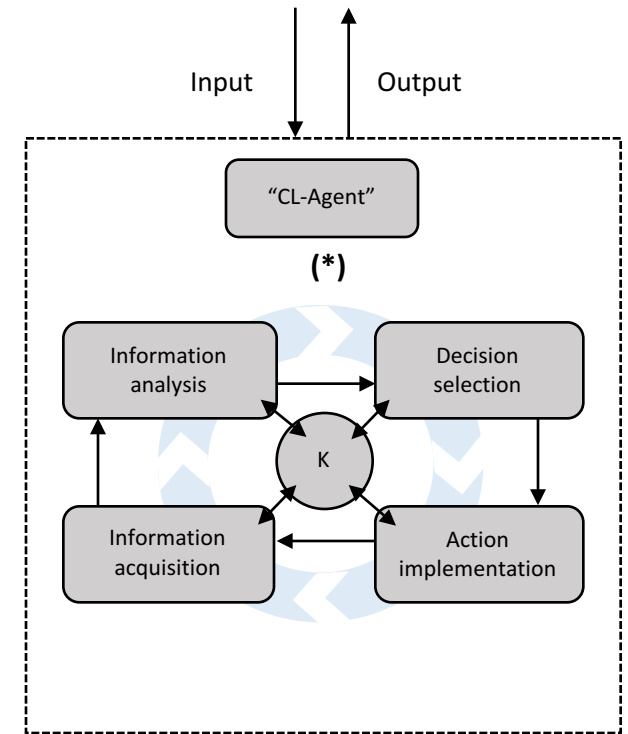 Input
Output
“CL-Agent”
(*)
Information
analysis
Decision
selection
K
Information
acquisition
Action
implementation